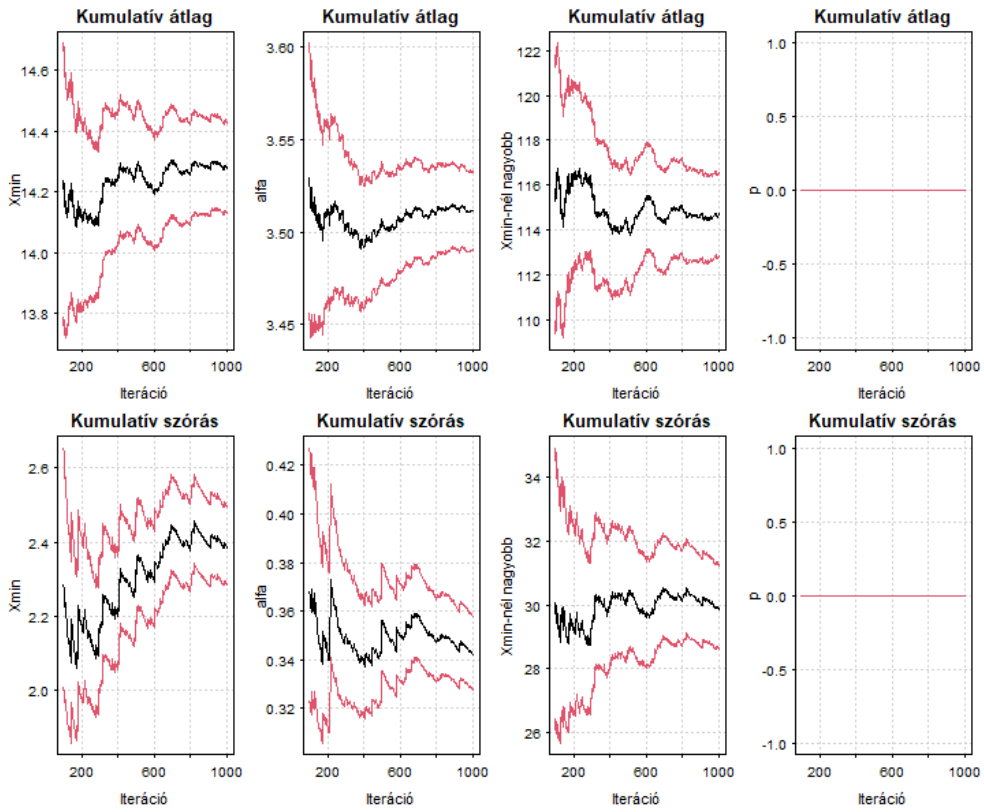 Kumulatív átlag
Xmin
14.6
14.4
14.2
14.0
13.8
200 600 1000
Iteráció
Kumulatív átlag
alfa
3.60
3.55
3.50
3.45
200 600 1000
Iteráció
Kumulatív átlag
Xmin-nél nagyobb
122
120
118
116
114
112
110
200 600 1000
Iteráció
Kumulatív átlag
p
1.0
0.5
0.0
-0.5
-1.0
200 600 1000
Iteráció
Kumulatív szórás
Xmin
2.6
2.4
2.2
2.0
200 600 1000
Iteráció
Kumulatív szórás
alfa
0.42
0.40
0.38
0.36
0.34
0.32
200 600 1000
Iteráció
Kumulatív szórás
Xmin-nél nagyobb
34
32
30
28
26
200 600 1000
Iteráció
Kumulatív szórás
p
1.0
0.5
0.0
-0.5
-1.0
200 600 1000
Iteráció